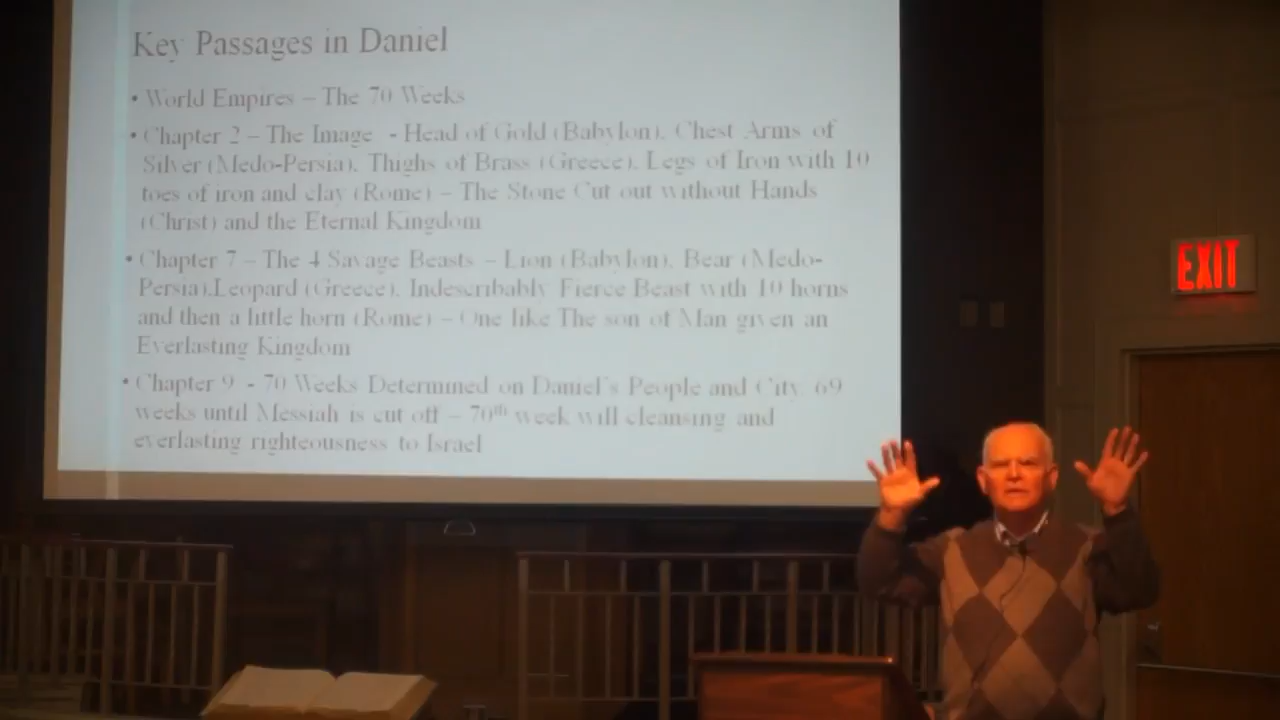 Key Passages in Daniel
• World Empires – The 70 Weeks
• Chapter 2 – The Image - Head of Gold (Babylon), Chest Arms of
Silver (Medo-Persia), Thighs of Brass (Greece), Legs of Iron with 10
toes of iron and clay (Rome) – The Stone Cut out without Hands
(Christ) and the Eternal Kingdom
• Chapter 7 – The 4 Savage Beasts – Lion (Babylon), Bear (Medo-
Persia),Leopard (Greece), Indescribably Fierce Beast with 10 horns
and then a little horn (Rome) – One like The son of Man given an
Everlasting Kingdom
• Chapter 9 - 70 Weeks Determined on Daniel's People and City, 69
weeks until Messiah is cut off – 70th week will cleansing and
everlasting righteousness to Israel
EXIT